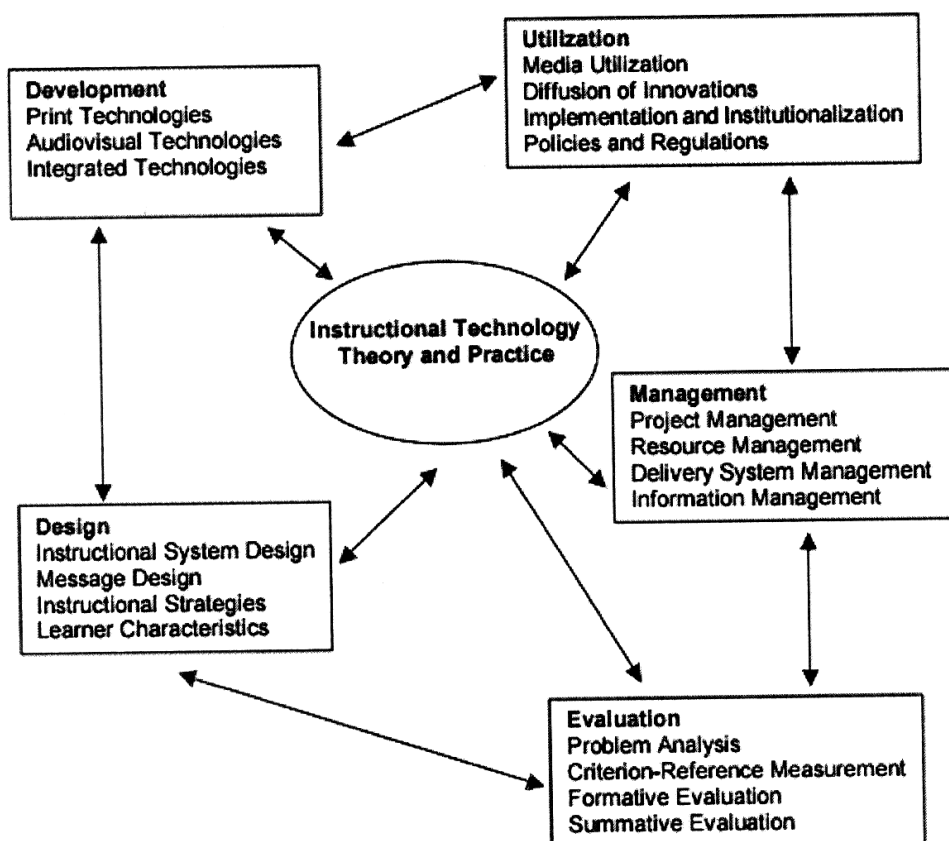 Development
Print Technologies
Audiovisual Technologies
Integrated Technologies
Utilization
Media Utilization
Diffusion of Innovations
Implementation and Institutionalization
Policies and Regulations
Instructional Technology
Theory and Practice
Management
Project Management
Resource Management
Delivery System Management
Information Management
Design
Instructional System Design
Message Design
Instructional Strategies
Learner Characteristics
Evaluation
Problem Analysis
Criterion-Reference Measurement
Formative Evaluation
Summative Evaluation